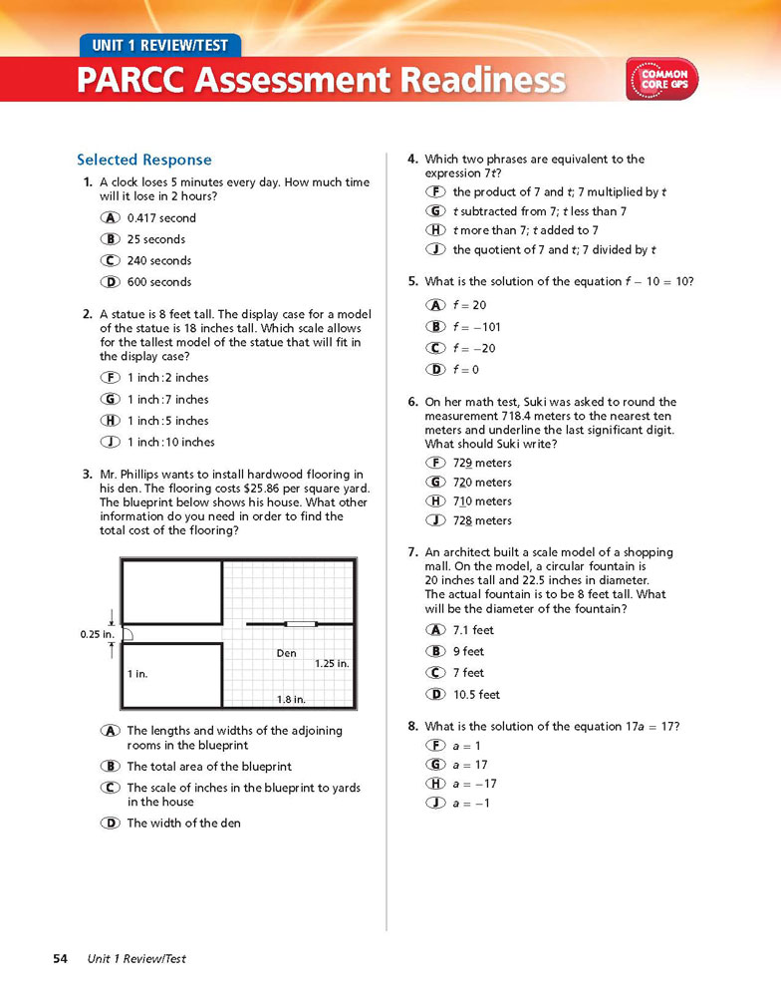 UNIT 1 REVIEW/TEST
PARCC Assessment Readiness
COMMON
CORE GPS
Selected Response
1. A clock loses 5 minutes every day. How much time
will it lose in 2 hours?
A 0.417 second
B 25 seconds
C 240 seconds
D 600 seconds
2. A statue is 8 feet tall. The display case for a model
of the statue is 18 inches tall. Which scale allows
for the tallest model of the statue that will fit in
the display case?
F 1 inch:2 inches
G 1 inch:7 inches
H 1 inch:5 inches
J 1 inch:10 inches
3. Mr. Phillips wants to install hardwood flooring in
his den. The flooring costs $25.86 per square yard.
The blueprint below shows his house. What other
information do you need in order to find the
total cost of the flooring?
0.25 in.
1 in.
Den
1.25 in.
1.8 in.
A The lengths and widths of the adjoining
rooms in the blueprint
B The total area of the blueprint
C The scale of inches in the blueprint to yards
in the house
D The width of the den
4. Which two phrases are equivalent to the
expression 7t?
F the product of 7 and t; 7 multiplied by t
G t subtracted from 7; t less than 7
H t more than 7; t added to 7
J the quotient of 7 and t; 7 divided by t
5. What is the solution of the equation f − 10 = 10?
A f = 20
B f = −101
C f = −20
D f = 0
6. On her math test, Suki was asked to round the
measurement 718.4 meters to the nearest ten
meters and underline the last significant digit.
What should Suki write?
F 729 meters
G 720 meters
H 710 meters
J 728 meters
7. An architect built a scale model of a shopping
mall. On the model, a circular fountain is
20 inches tall and 22.5 inches in diameter.
The actual fountain is to be 8 feet tall. What
will be the diameter of the fountain?
A 7.1 feet
B 9 feet
C 7 feet
D 10.5 feet
8. What is the solution of the equation 17a = 17?
F a = 1
G a = 17
H a = −17
J a = −1
54 Unit 1 Review/Test